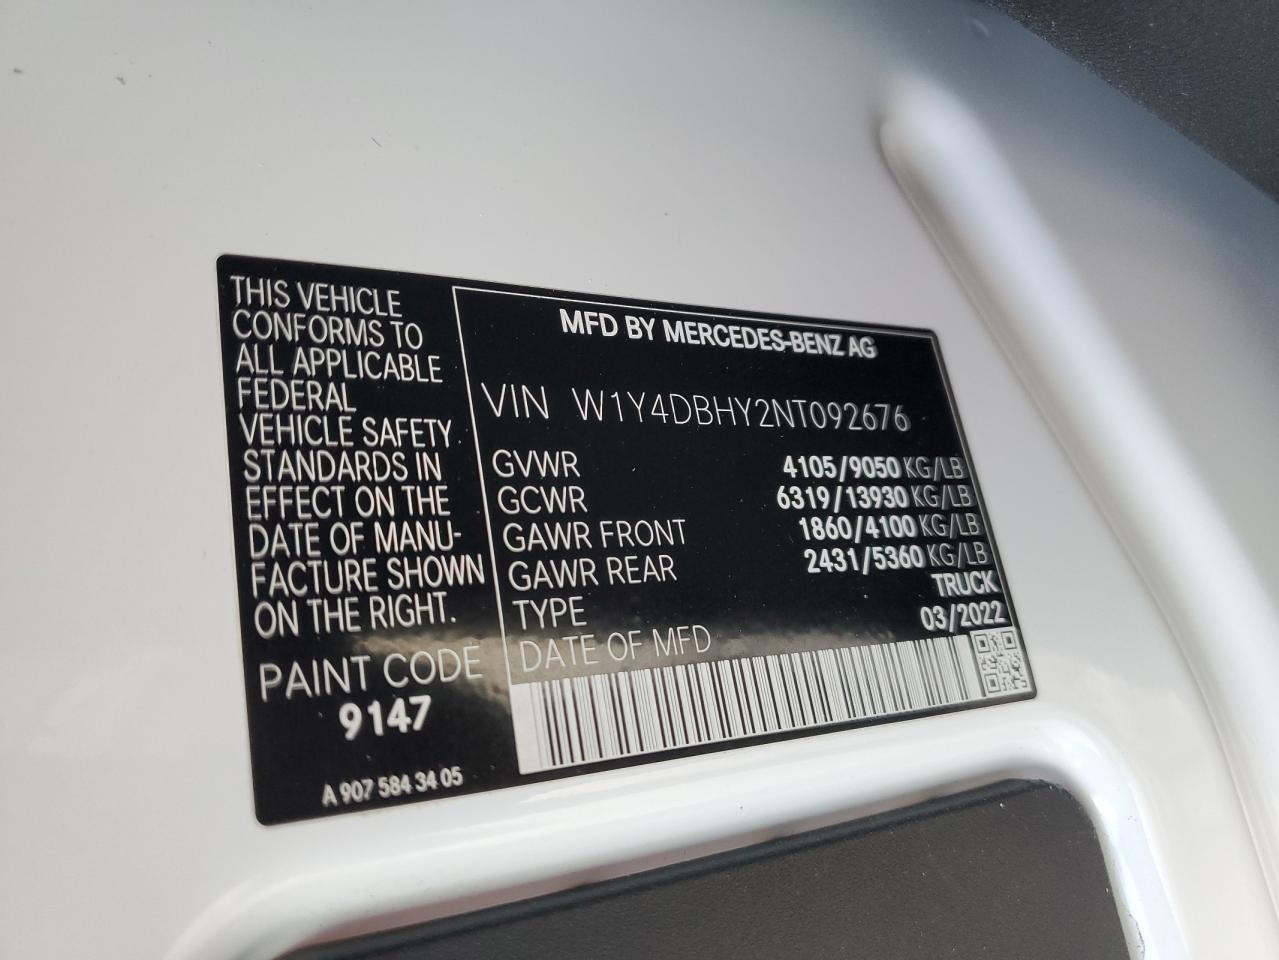 THIS VEHICLE
CONFORMS TO
ALL APPLICABLE
FEDERAL
VEHICLE SAFETY
STANDARDS IN
EFFECT ON THE
DATE OF MANU-
FACTURE SHOWN
ON THE RIGHT.
PAINT CODE
9147
A 907 584 34 05
MFD BY MERCEDES-BENZ AG
VIN W1Y4DBHY2NT092676
GVWR 4105/9050 KG/LB
GCWR 6319/13930 KG/LB
GAWR FRONT 1860/4100 KG/LB
GAWR REAR 2431/5360 KG/LB
TYPE TRUCK
DATE OF MFD 03/2022